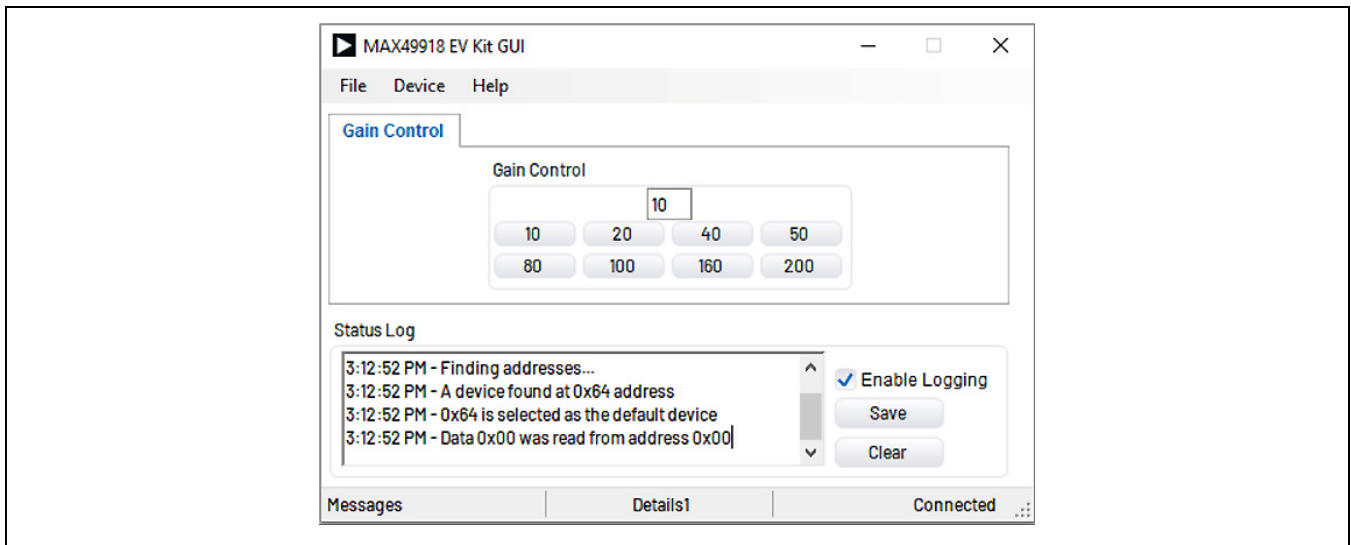 MAX49918 EV Kit GUI
File Device Help
Gain Control
Gain Control
10
10 20 40 50
80 100 160 200
Status Log
3:12:52 PM - Finding addresses...
3:12:52 PM - A device found at 0x64 address
3:12:52 PM - 0x64 is selected as the default device
3:12:52 PM - Data 0x00 was read from address 0x00
Enable Logging
Save
Clear
Messages Details1 Connected